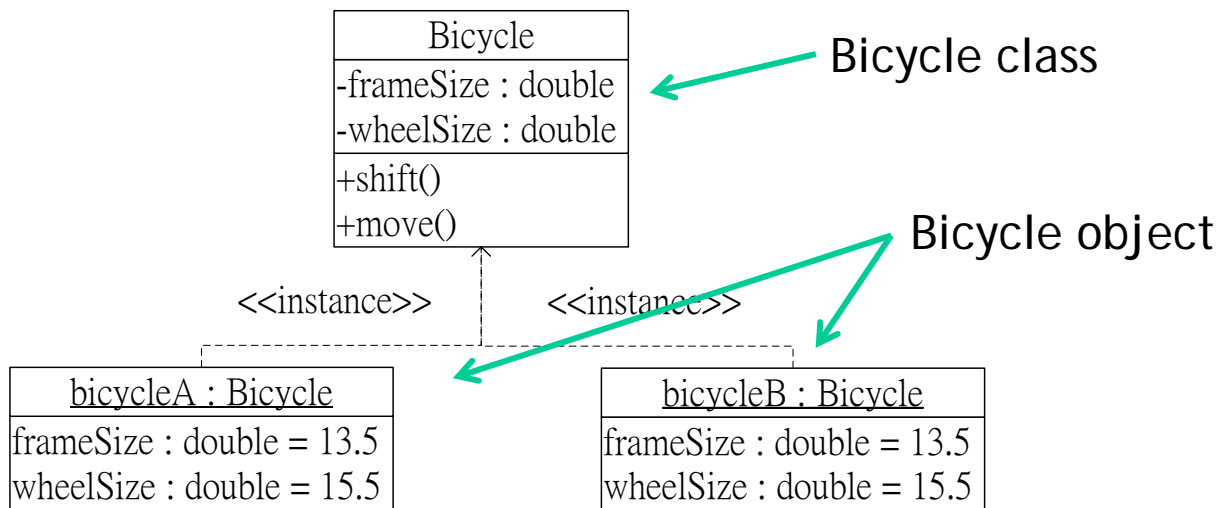 Bicycle
-frameSize : double
-wheelSize : double
+shift()
+move()
Bicycle class
Bicycle object
<<instance>>
<<instance>>
bicycleA : Bicycle
frameSize : double = 13.5
wheelSize : double = 15.5
bicycleB : Bicycle
frameSize : double = 13.5
wheelSize : double = 15.5